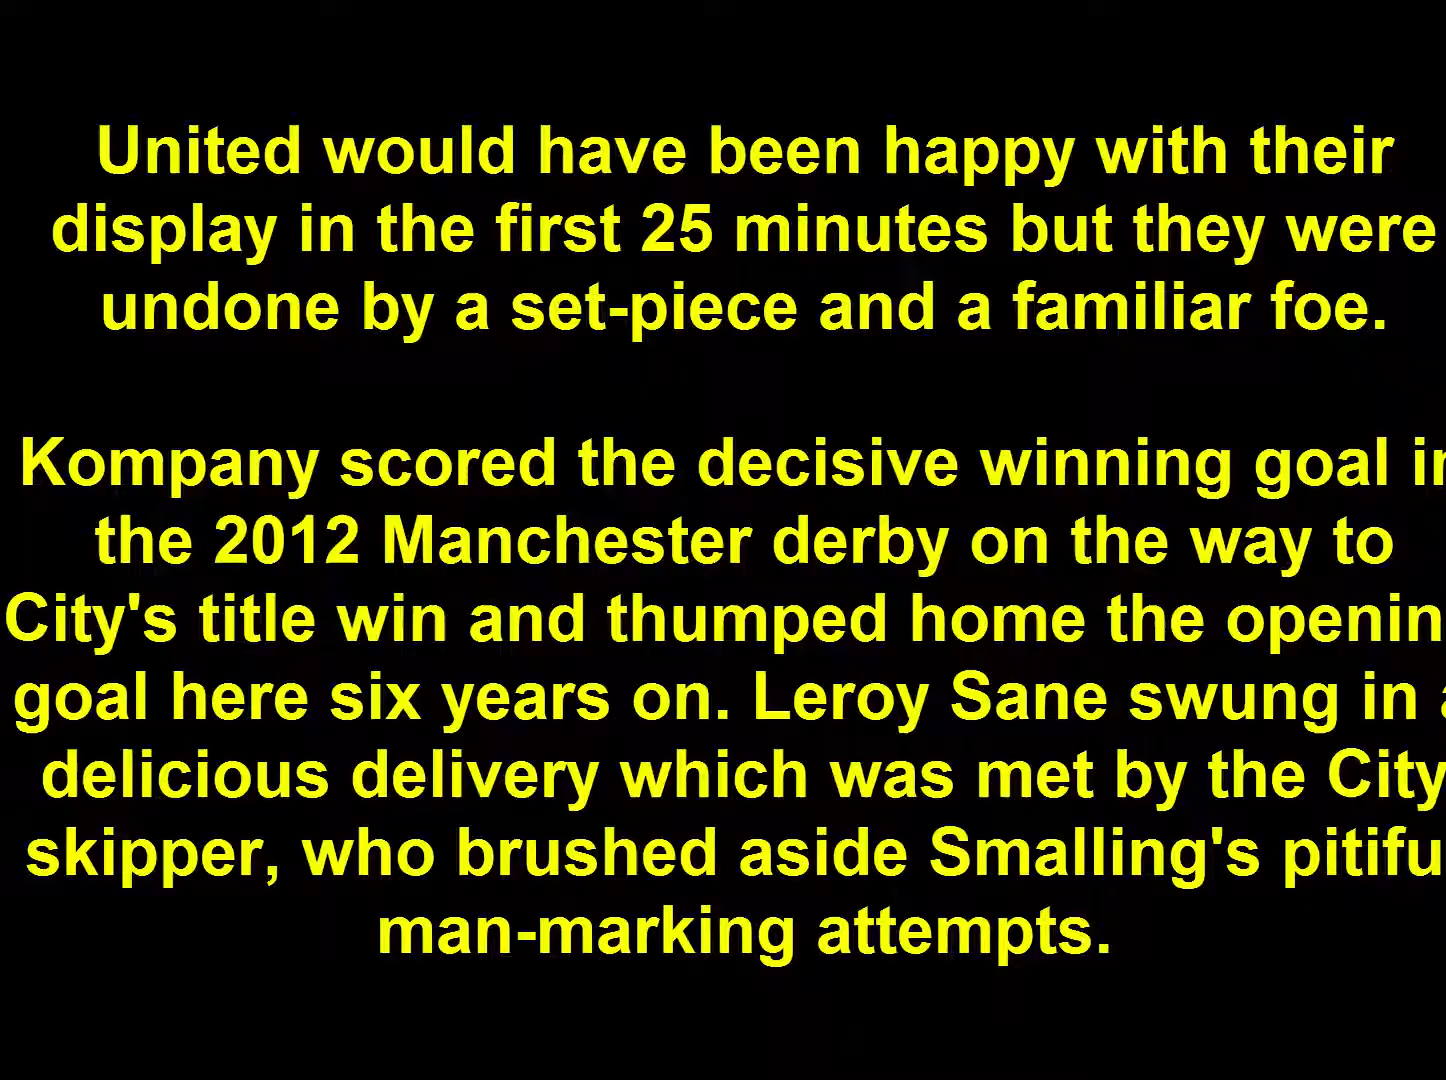 United would have been happy with their
display in the first 25 minutes but they were
undone by a set-piece and a familiar foe.
Kompany scored the decisive winning goal in
the 2012 Manchester derby on the way to
City's title win and thumped home the openin
goal here six years on. Leroy Sane swung in a
delicious delivery which was met by the City
skipper, who brushed aside Smalling's pitifu
man-marking attempts.